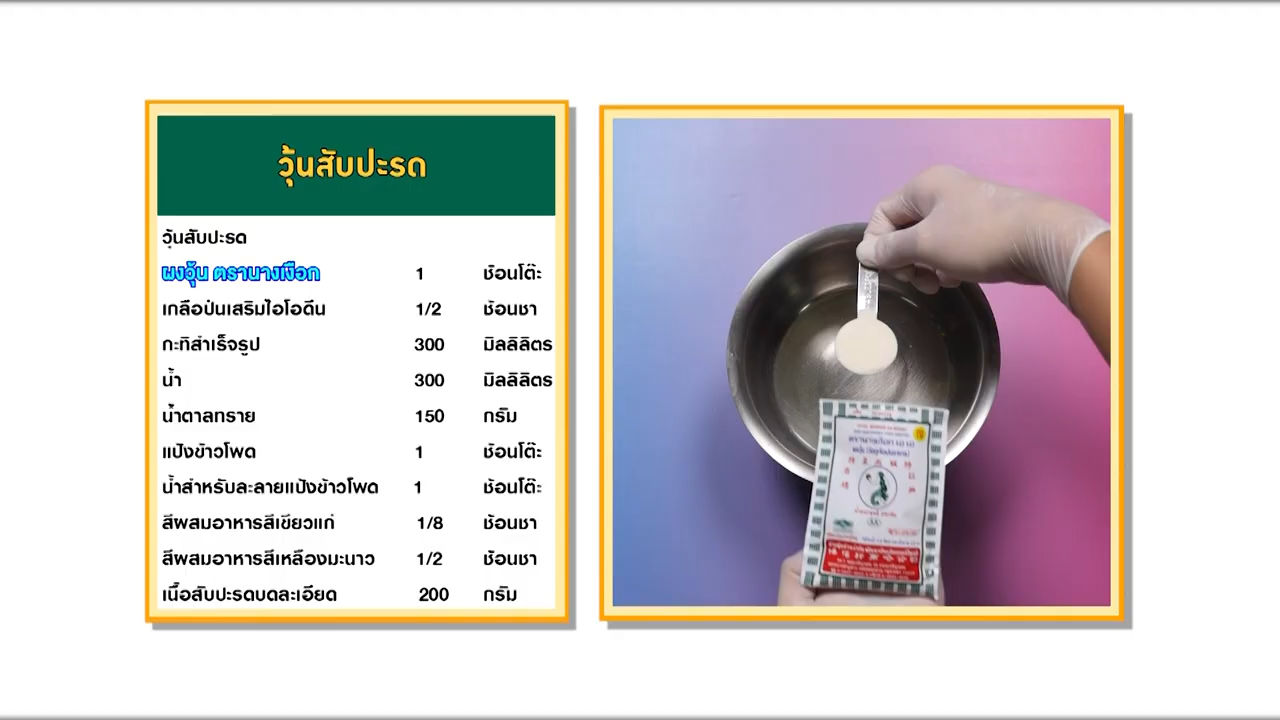 วุ้นสับปะรด
วุ้นสับปะรด
ผงวุ้น ตรานางเงือก 1 ช้อนโต๊ะ
เกลือป่นเสริมไอโอดีน 1/2 ช้อนชา
กะทิสำเร็จรูป 300 มิลลิลิตร
น้ำ 300 มิลลิลิตร
น้ำตาลทราย 150 กรัม
แป้งข้าวโพด 1 ช้อนโต๊ะ
น้ำสำหรับละลายแป้งข้าวโพด 1 ช้อนโต๊ะ
สีผสมอาหารสีเขียวแก่ 1/8 ช้อนชา
สีผสมอาหารสีเหลืองมะนาว 1/2 ช้อนชา
เนื้อสับปะรดบดละเอียด 200 กรัม